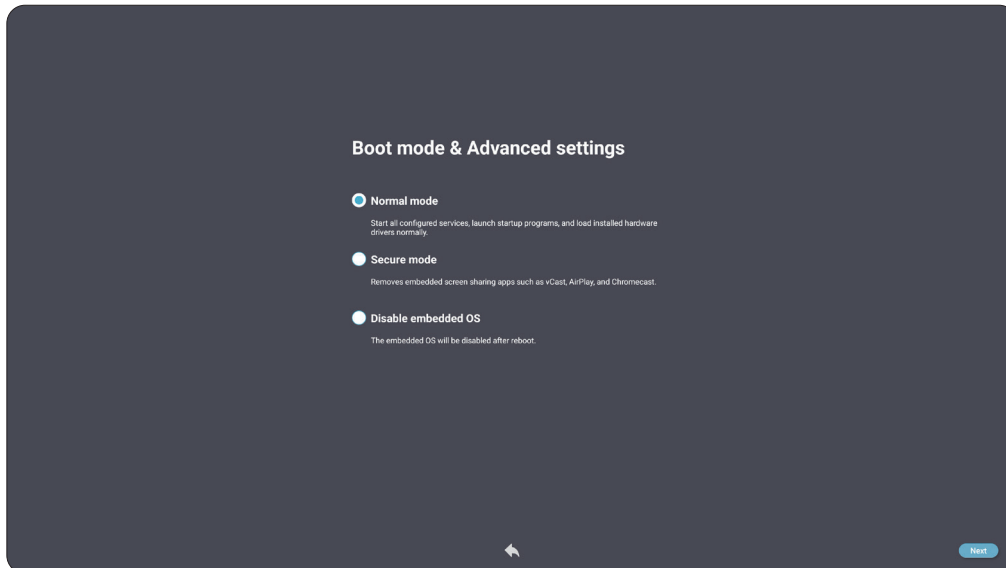 Boot mode & Advanced settings
Normal mode
Start all configured services, launch startup programs, and load installed hardware
drivers normally.
Secure mode
Removes embedded screen sharing apps such as vCast, AirPlay, and Chromecast.
Disable embedded OS
The embedded OS will be disabled after reboot.
Next